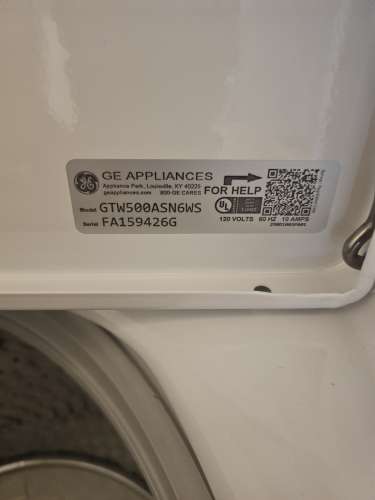 GE APPLIANCES
Appliance Park, Louisville, KY 40225
geappliances.com 800-GE CARES
FOR HELP
Model GTW500ASN6WS
Serial FA159426G
UL
120 VOLTS 60 HZ 10 AMPS